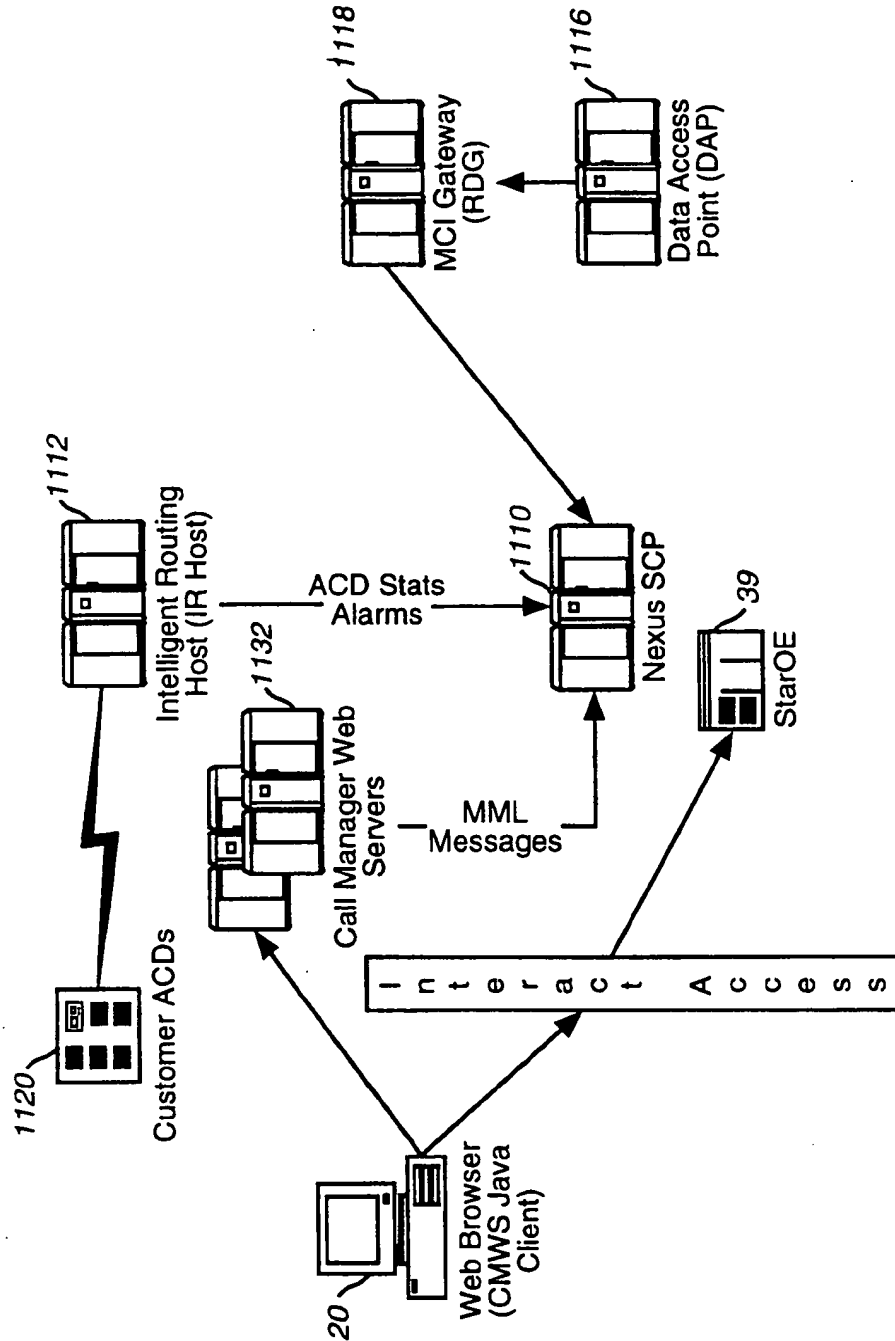 1120
Customer ACDs
1112
Intelligent Routing
Host (IR Host)
1118
MCI Gateway
(RDG)
1116
Data Access
Point (DAP)
ACD Stats
Alarms
1132
Call Manager Web
Servers
MML
Messages
1110
Nexus SCP
39
StarOE
20
Web Browser
(CMWS Java
Client)
Interact Access